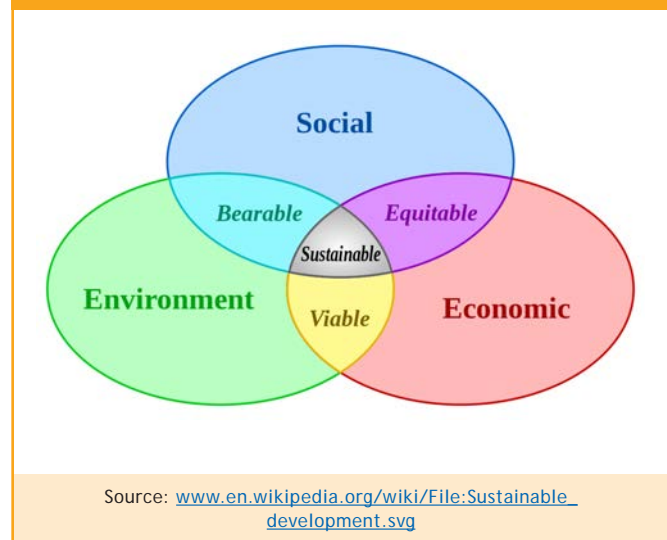 Social
Bearable
Equitable
Sustainable
Environment
Viable
Economic
Source: www.en.wikipedia.org/wiki/File:Sustainable_
development.svg